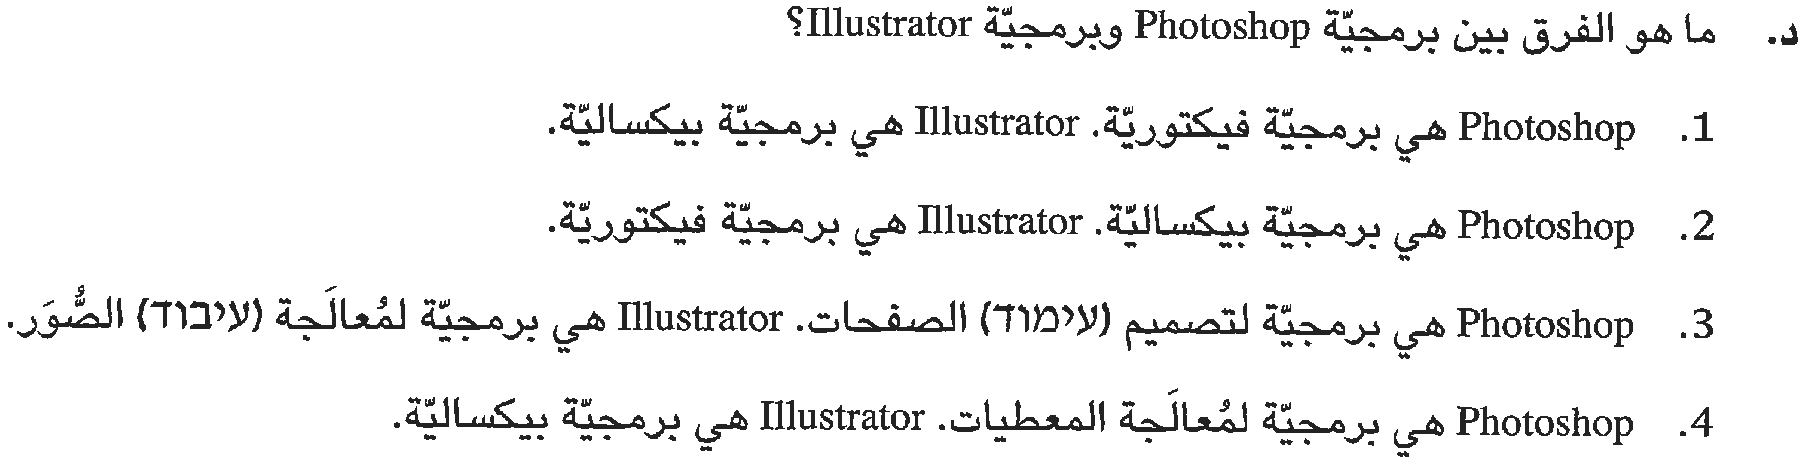 د. ما هو الفرق بين برمجيّة Photoshop وبرمجيّة Illustrator؟
1. Photoshop هي برمجيّة فيكتوريّة. Illustrator هي برمجيّة بيكساليّة.
2. Photoshop هي برمجيّة بيكساليّة. Illustrator هي برمجيّة فيكتوريّة.
3. Photoshop هي برمجيّة لتصميم (עימוד) الصفحات. Illustrator هي برمجيّة لمُعالَجة (עיבוד) الصُّوَر.
4. Photoshop هي برمجيّة لمُعالَجة المعطيات. Illustrator هي برمجيّة بيكساليّة.